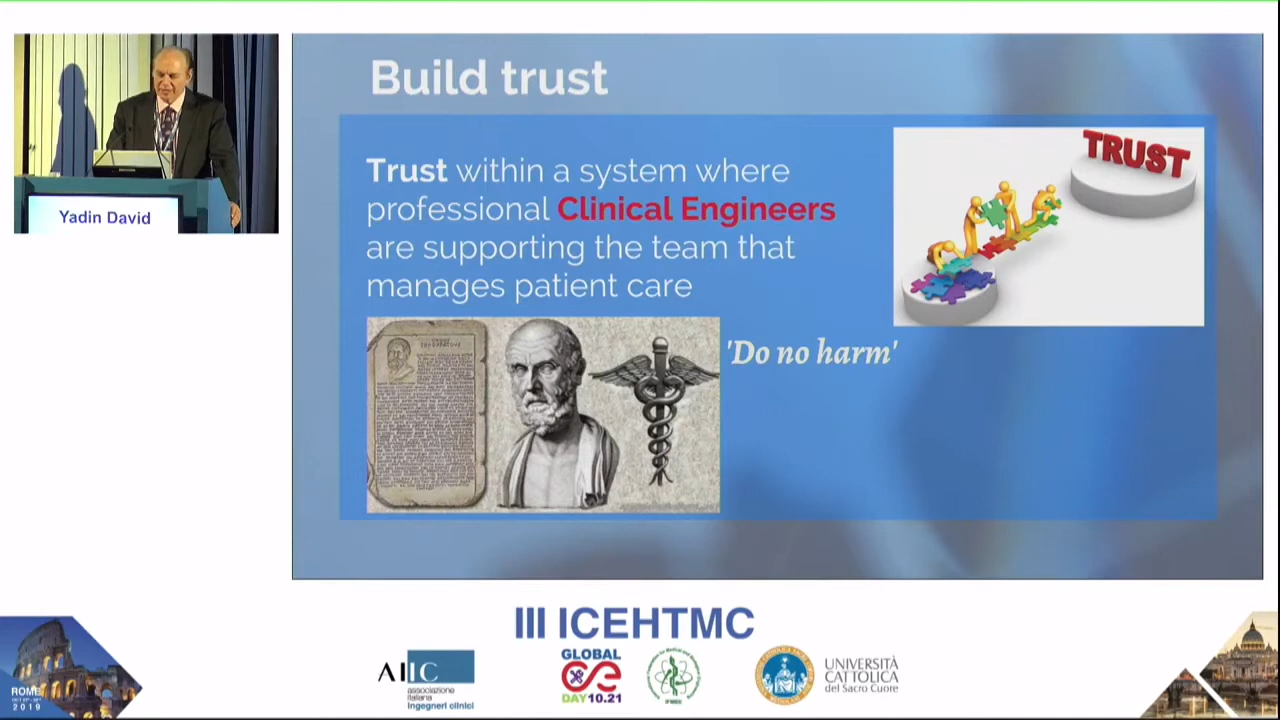 Build trust
Trust within a system where
professional Clinical Engineers
are supporting the team that
manages patient care
TRUST
'Do no harm'
Yadin David
III ICEHTMC
ROME
2019
AIIC
associazione
italiana
ingegneri clinici
GLOBAL
CE
DAY10.21
UNIVERSITÀ
CATTOLICA
del Sacro Cuore